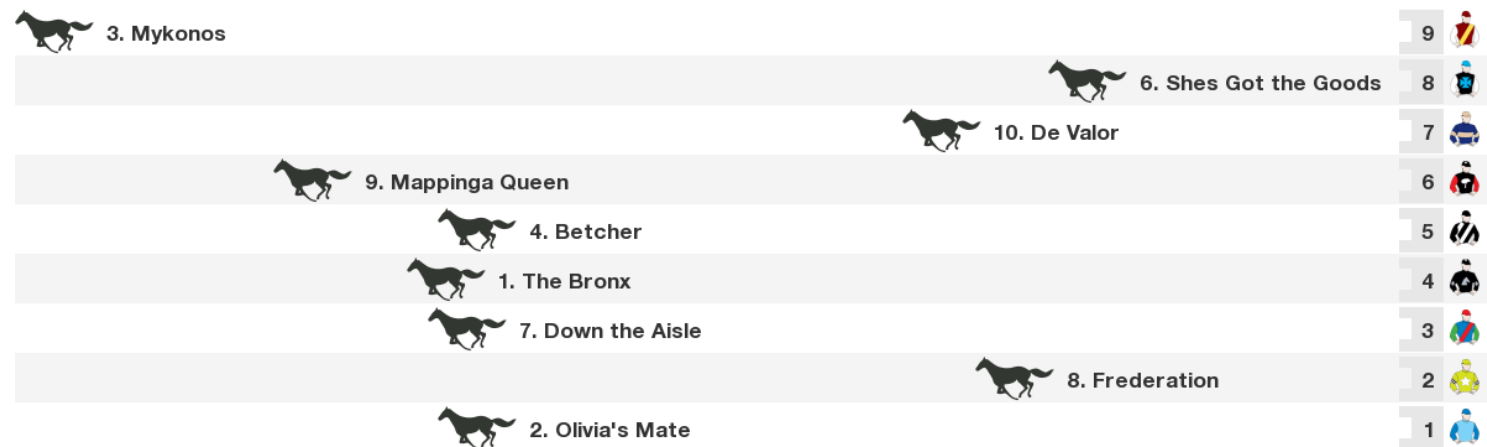 3. Mykonos 9
6. Shes Got the Goods 8
10. De Valor 7
9. Mappinga Queen 6
4. Betcher 5
1. The Bronx 4
7. Down the Aisle 3
8. Frederation 2
2. Olivia's Mate 1